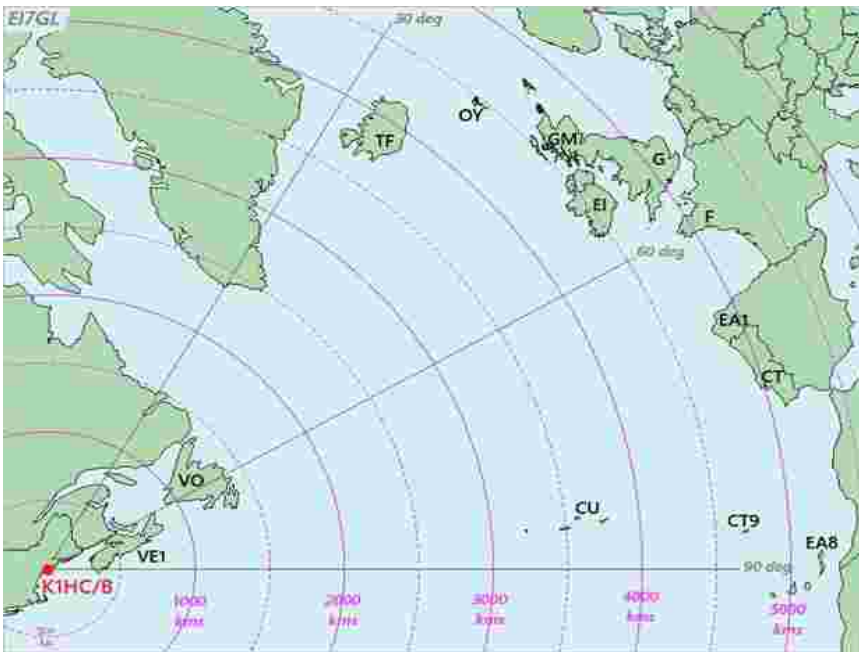 EI7GL
30 deg
OY
TF
GM
G
EI
F
60 deg
EA1
CT
VO
CU
CT9
VE1
EA8
K1HC/B
90 deg
1000
kms
2000
kms
3000
kms
4000
kms
5000
kms